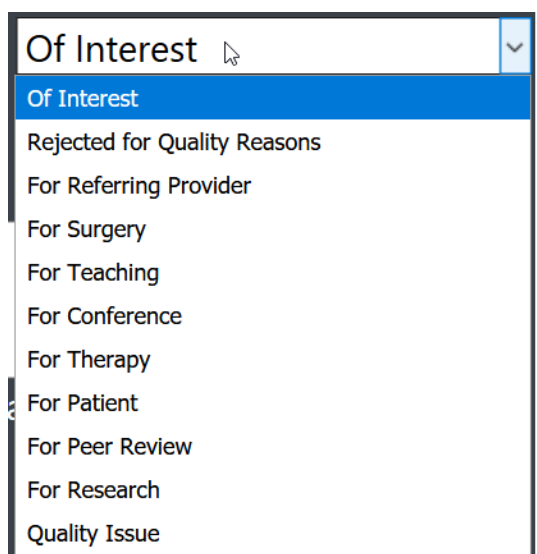 Of Interest
Of Interest
Rejected for Quality Reasons
For Referring Provider
For Surgery
For Teaching
For Conference
For Therapy
For Patient
For Peer Review
For Research
Quality Issue